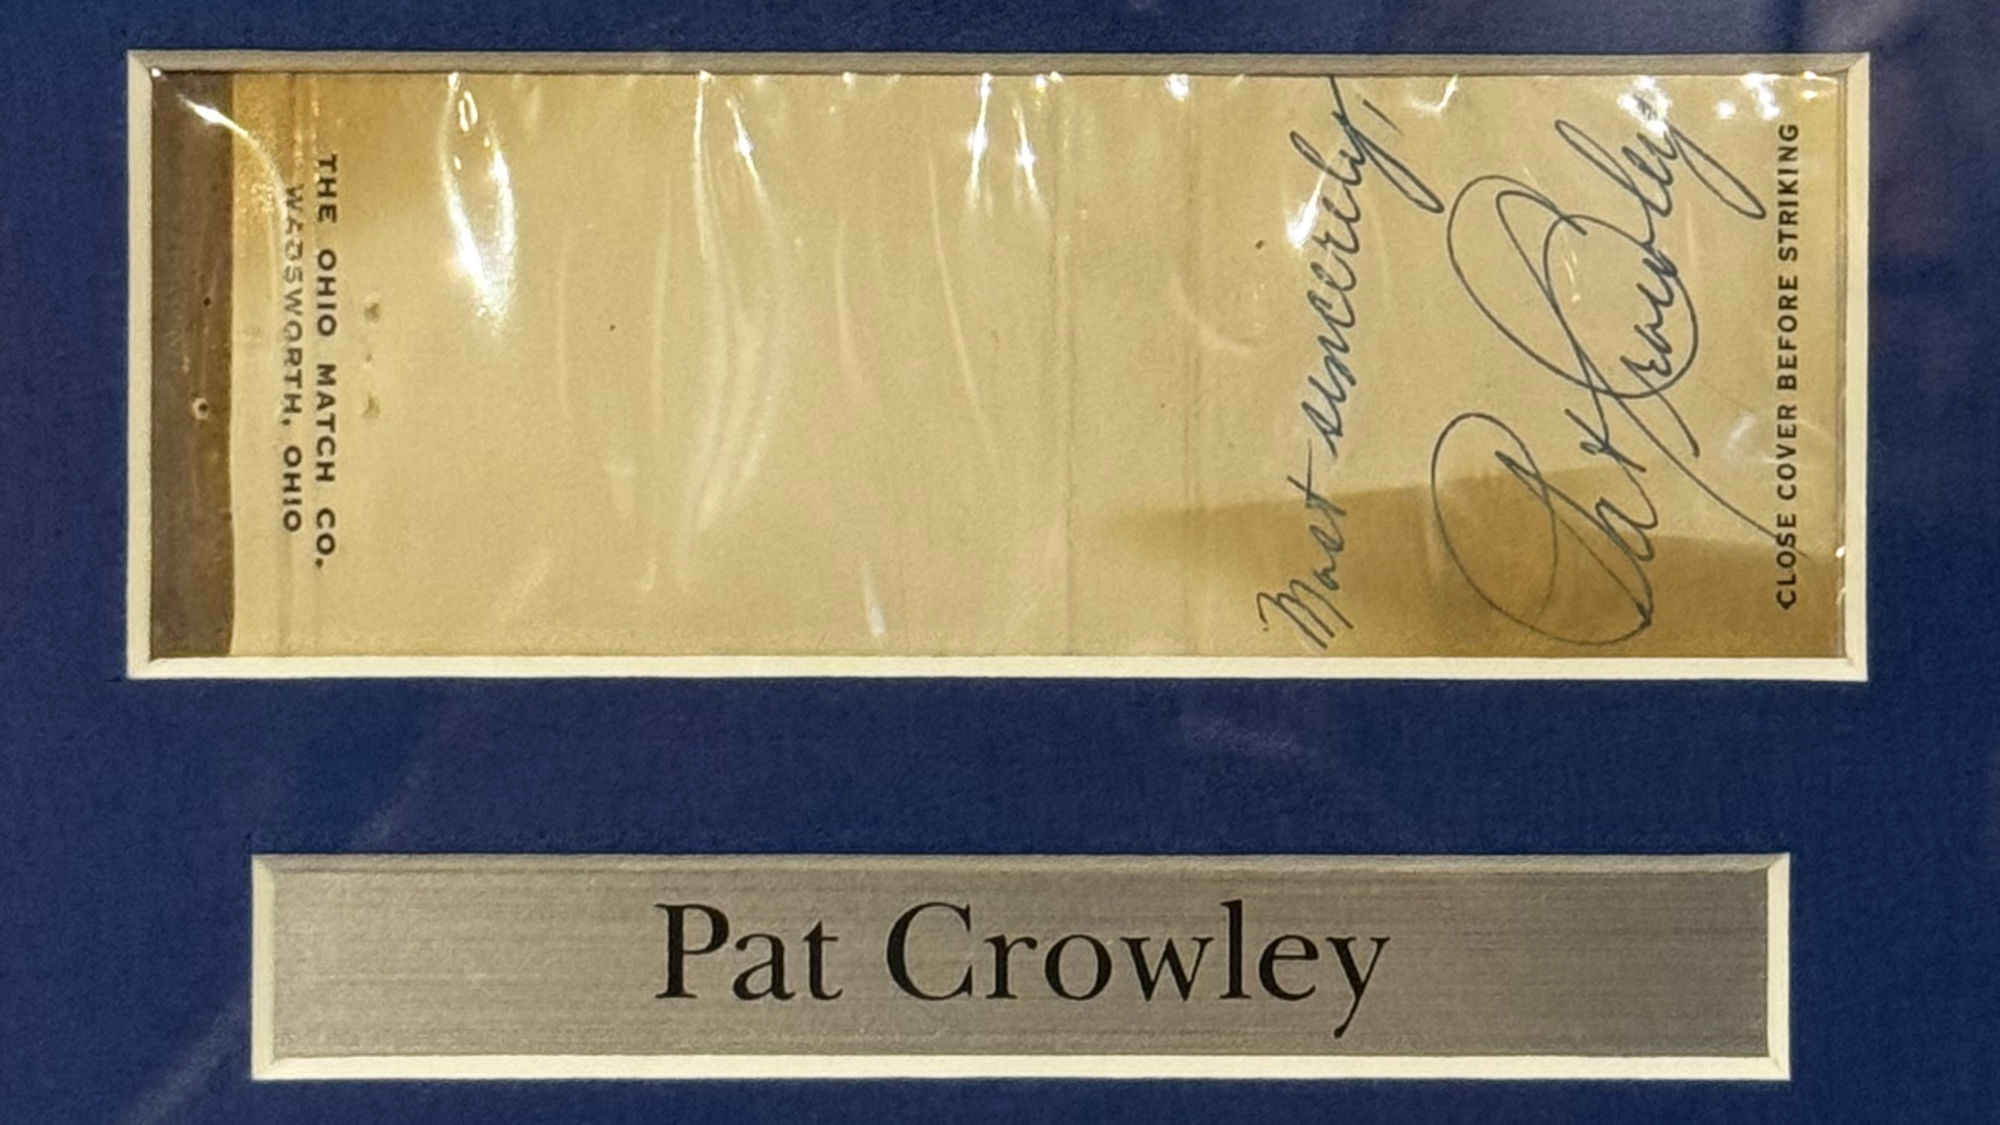 THE OHIO MATCH CO.
WADSWORTH, OHIO
Most sincerely,
Pat Crowley
CLOSE COVER BEFORE STRIKING
Pat Crowley